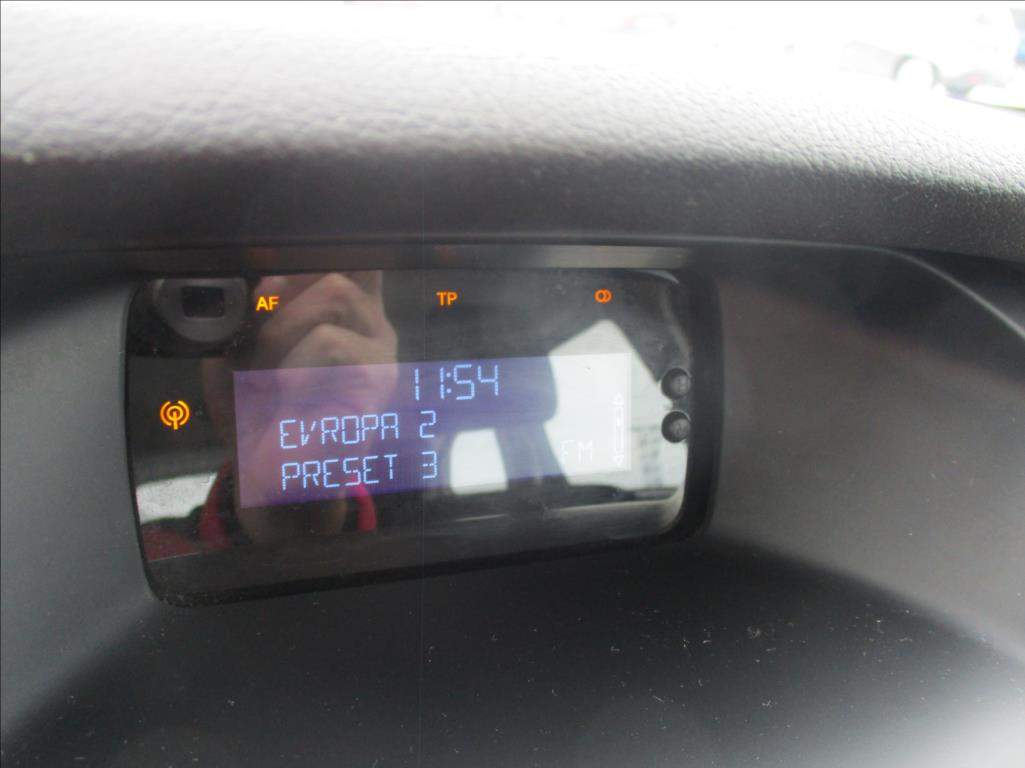 AF TP
11:54
EVROPA 2
FM
PRESET 3